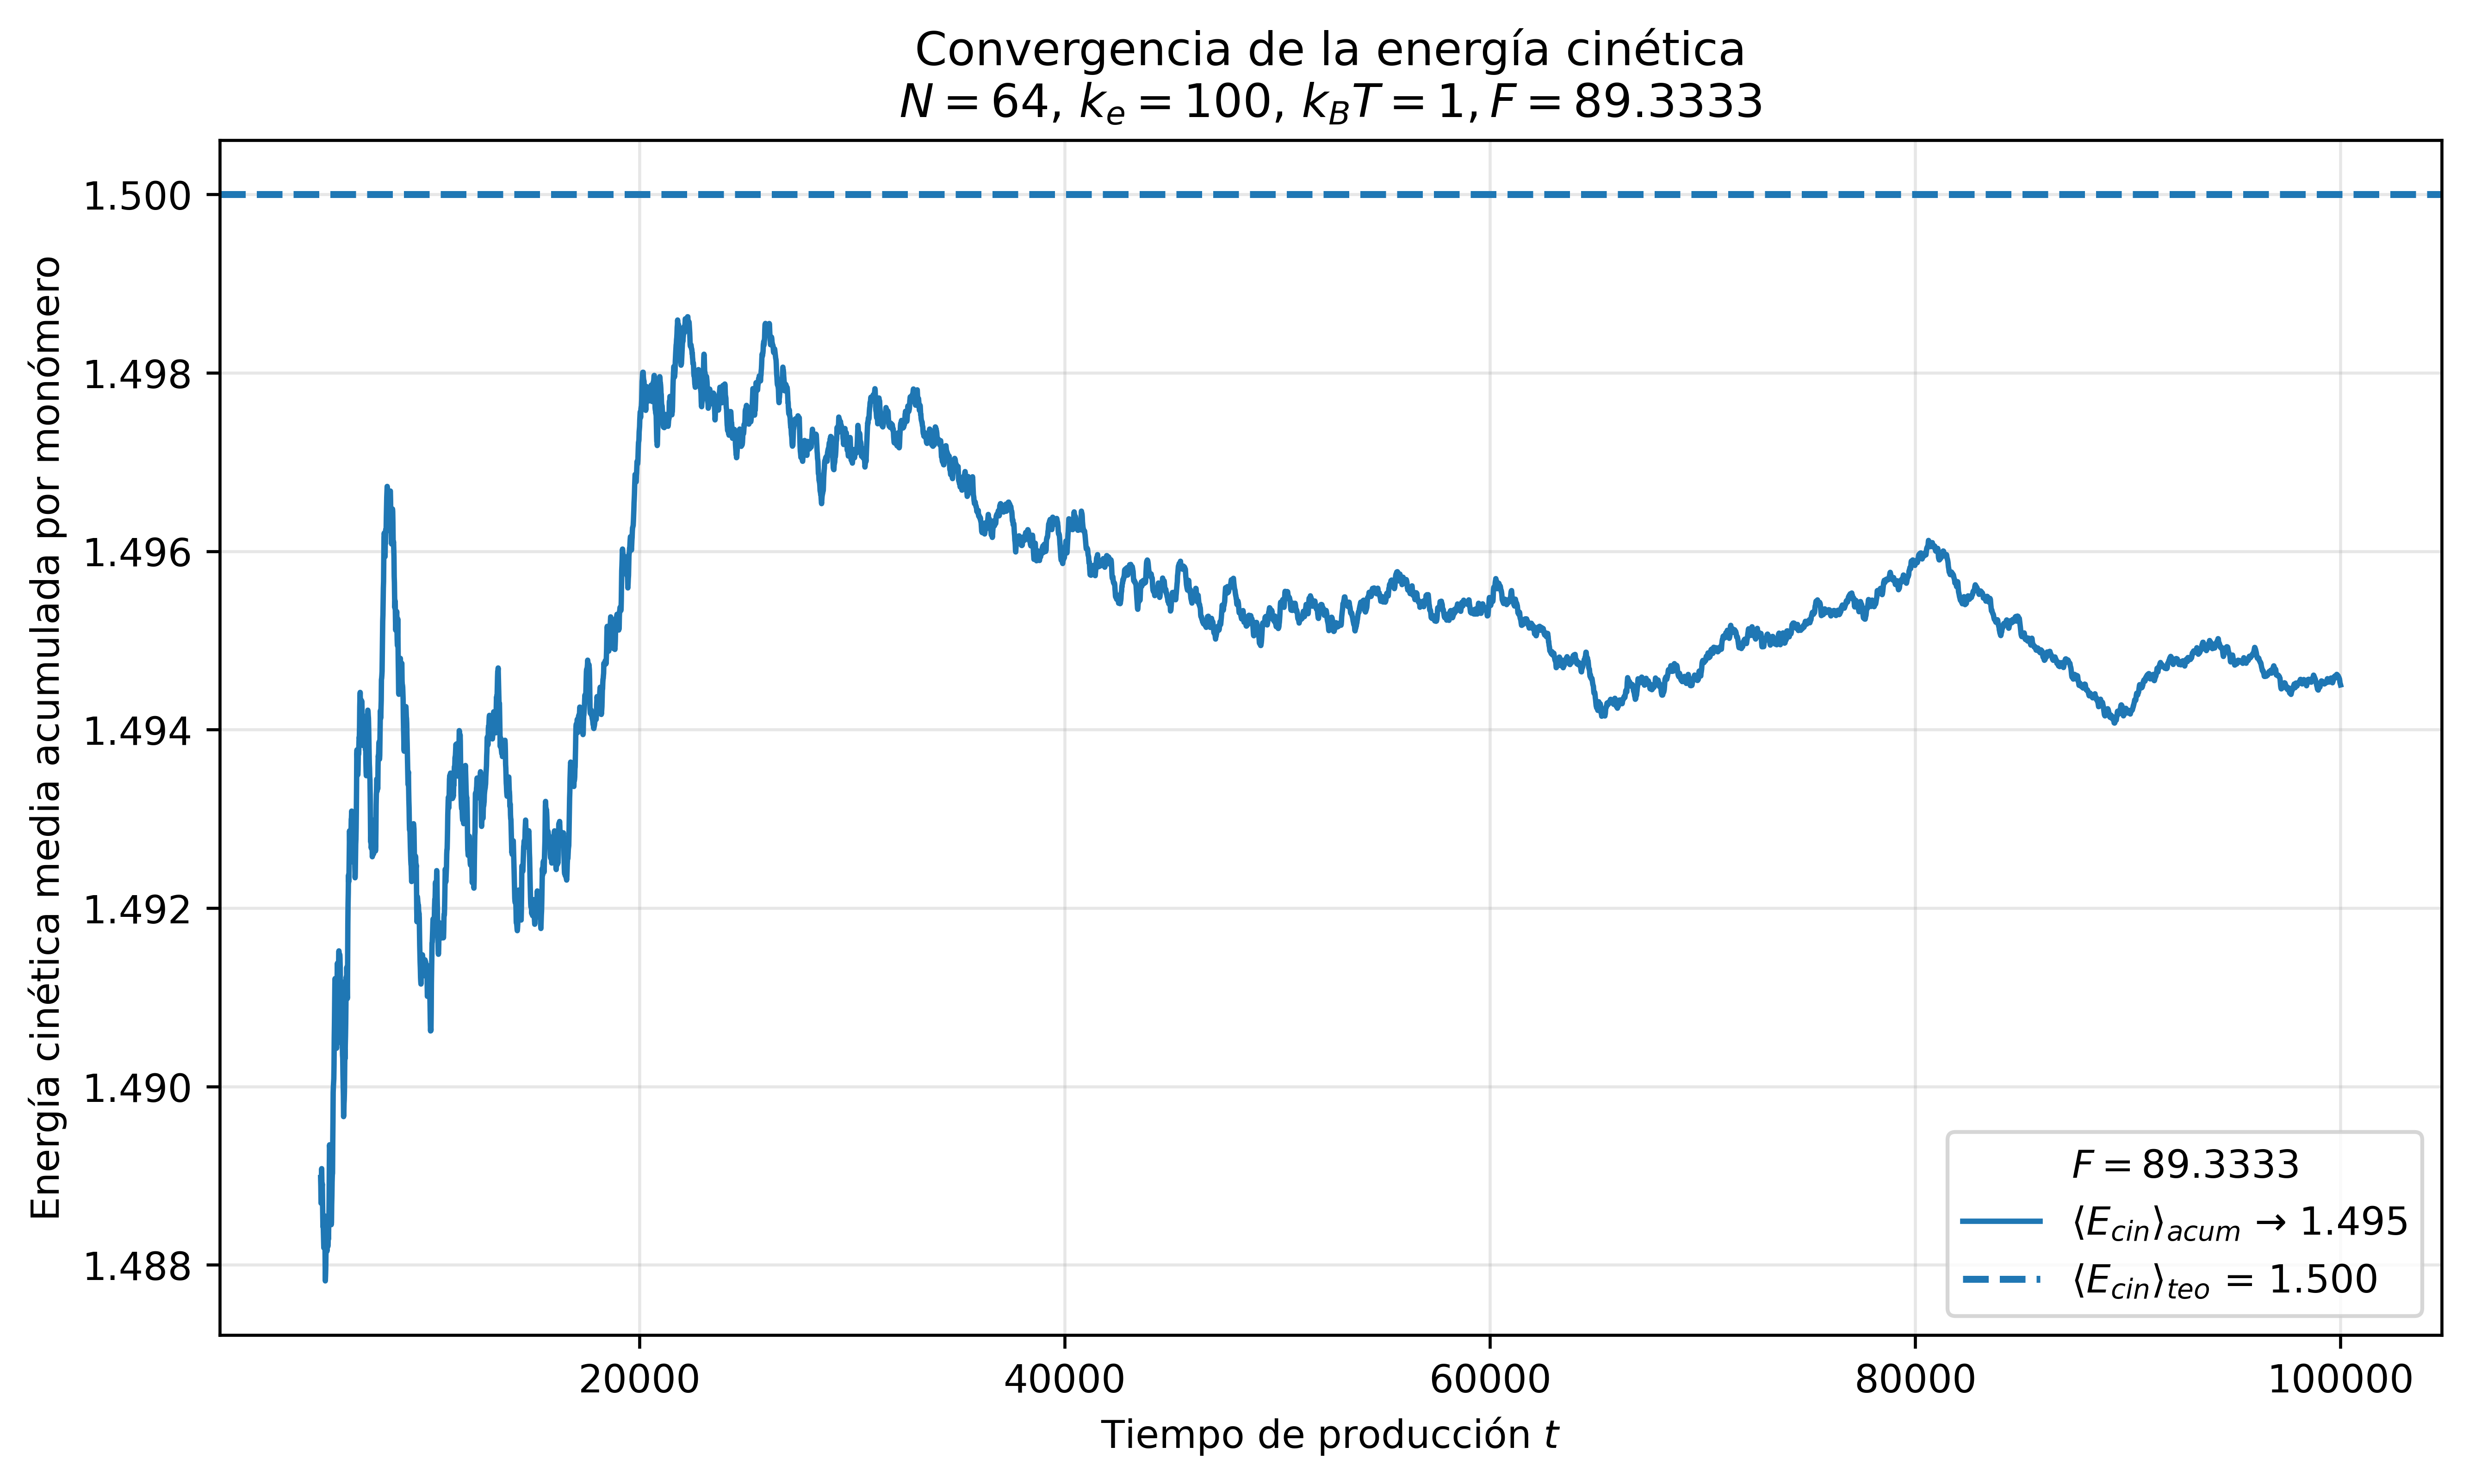 Convergencia de la energía cinética
N = 64, k_e = 100, k_BT = 1, F = 89.3333
Energía cinética media acumulada por monómero
1.500
1.498
1.496
1.494
1.492
1.490
1.488
F = 89.3333
⟨E_cin⟩_acum → 1.495
⟨E_cin⟩_teo = 1.500
20000 40000 60000 80000 100000
Tiempo de producción t